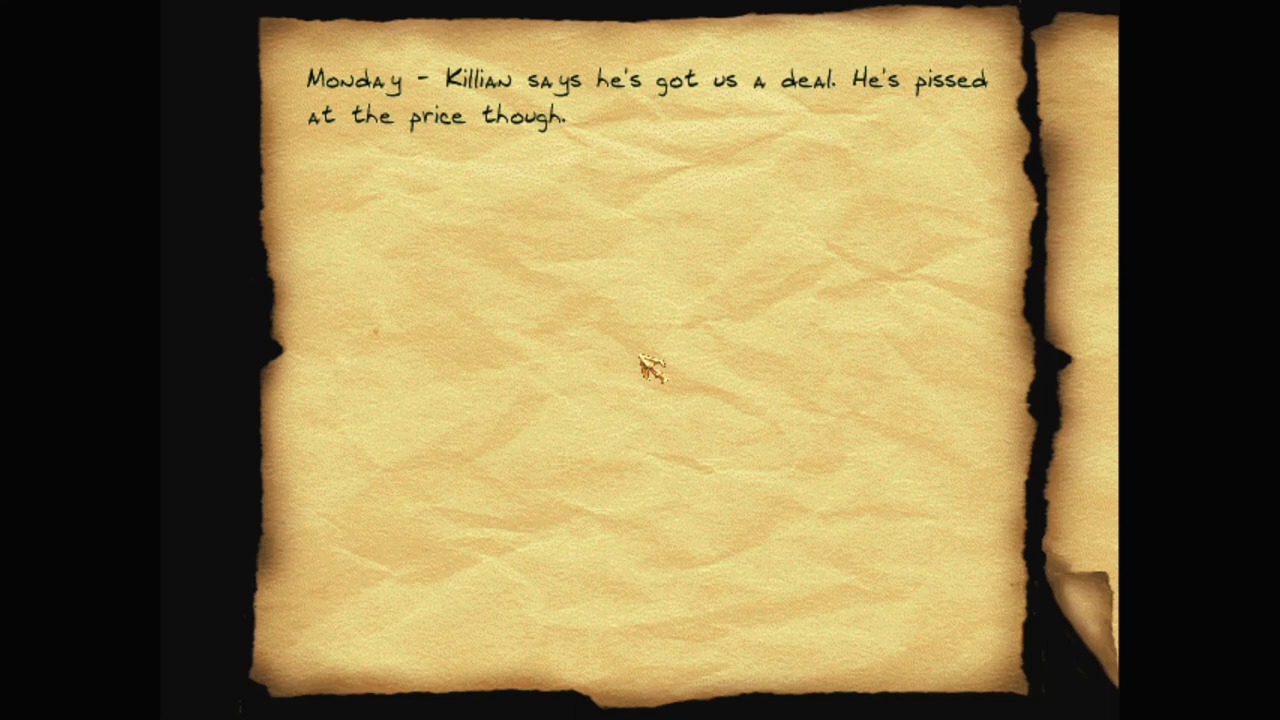 Monday - Killian says he's got us a deal. He's pissed
at the price though.